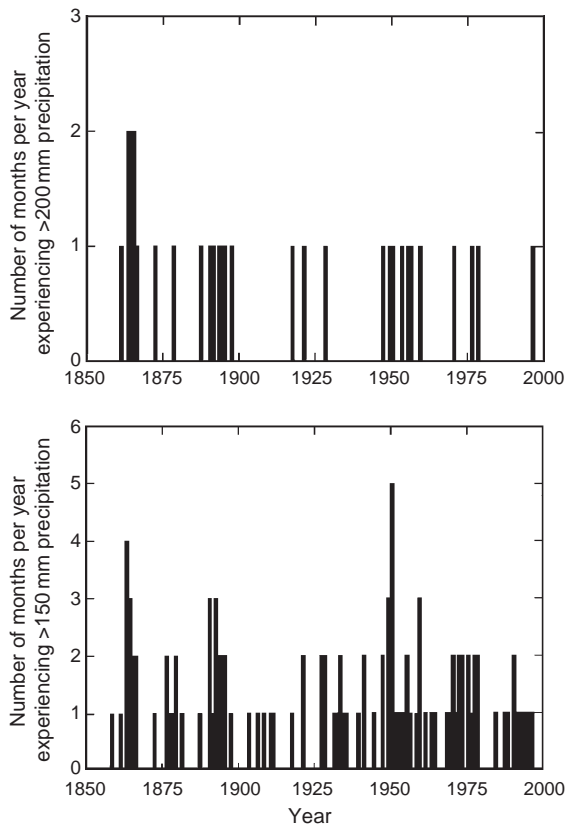 Number of months per year
experiencing >200 mm precipitation
3
2
1
0
1850 1875 1900 1925 1950 1975 2000
Number of months per year
experiencing >150 mm precipitation
6
5
4
3
2
1
0
1850 1875 1900 1925 1950 1975 2000
Year